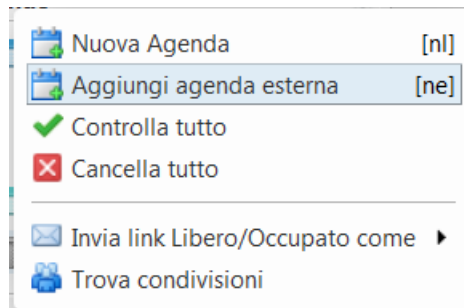 Nuova Agenda [nl]
Aggiungi agenda esterna [ne]
Controlla tutto
Cancella tutto
Invia link Libero/Occupato come
Trova condivisioni